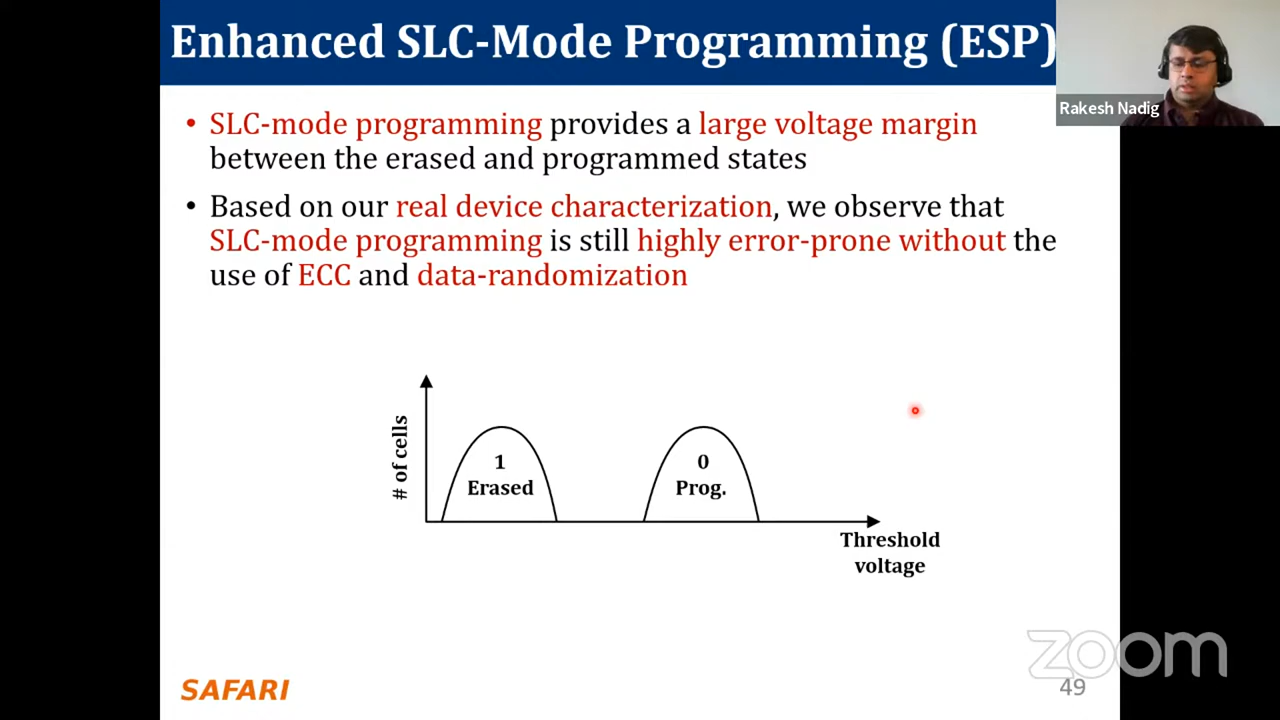 Enhanced SLC-Mode Programming (ESP)
Rakesh Nadig
• SLC-mode programming provides a large voltage margin
between the erased and programmed states
• Based on our real device characterization, we observe that
SLC-mode programming is still highly error-prone without the
use of ECC and data-randomization
# of cells
1
Erased
0
Prog.
Threshold
voltage
zoom
SAFARI
49